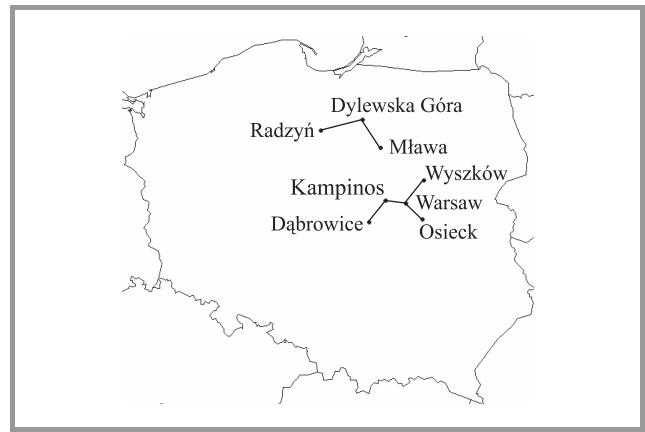 Dylewska Góra
Radzyń
Mława
Wyszków
Kampinos
Warsaw
Dąbrowice
Osieck